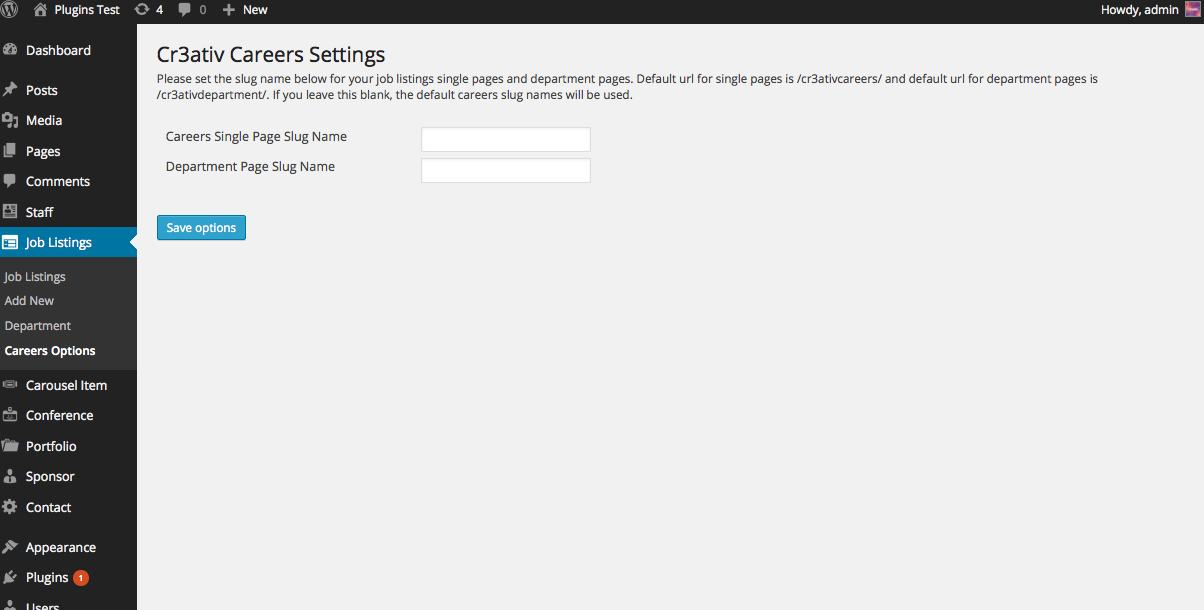 Plugins Test 4 0 New Howdy, admin
Dashboard
Posts
Media
Pages
Comments
Staff
Job Listings
Job Listings
Add New
Department
Careers Options
Carousel Item
Conference
Portfolio
Sponsor
Contact
Appearance
Plugins 1
Users
Cr3ativ Careers Settings
Please set the slug name below for your job listings single pages and department pages. Default url for single pages is /cr3ativcareers/ and default url for department pages is
/cr3ativdepartment/. If you leave this blank, the default careers slug names will be used.
Careers Single Page Slug Name
Department Page Slug Name
Save options